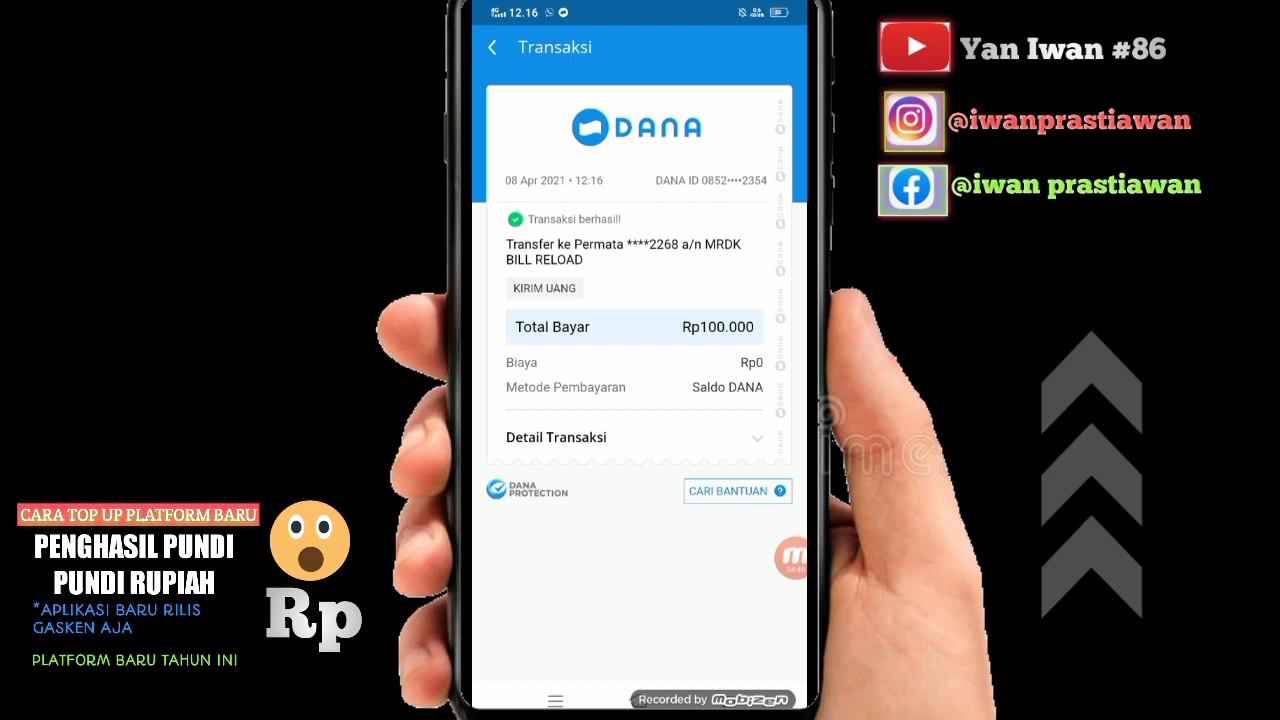 12.16
Transaksi
DANA
08 Apr 2021 • 12:16
DANA ID 0852••••2354
Transaksi berhasil!
Transfer ke Permata ****2268 a/n MRDK
BILL RELOAD
KIRIM UANG
Total Bayar
Rp100.000
Biaya
Rp0
Metode Pembayaran
Saldo DANA
Detail Transaksi
DANA
PROTECTION
CARI BANTUAN
04:46
Recorded by MOBIZEN
Yan Iwan #86
@iwanprastiawan
@iwan prastiawan
CARA TOP UP PLATFORM BARU
PENGHASIL PUNDI
PUNDI RUPIAH
*APLIKASI BARU RILIS
GASKEN AJA
Rp
PLATFORM BARU TAHUN INI